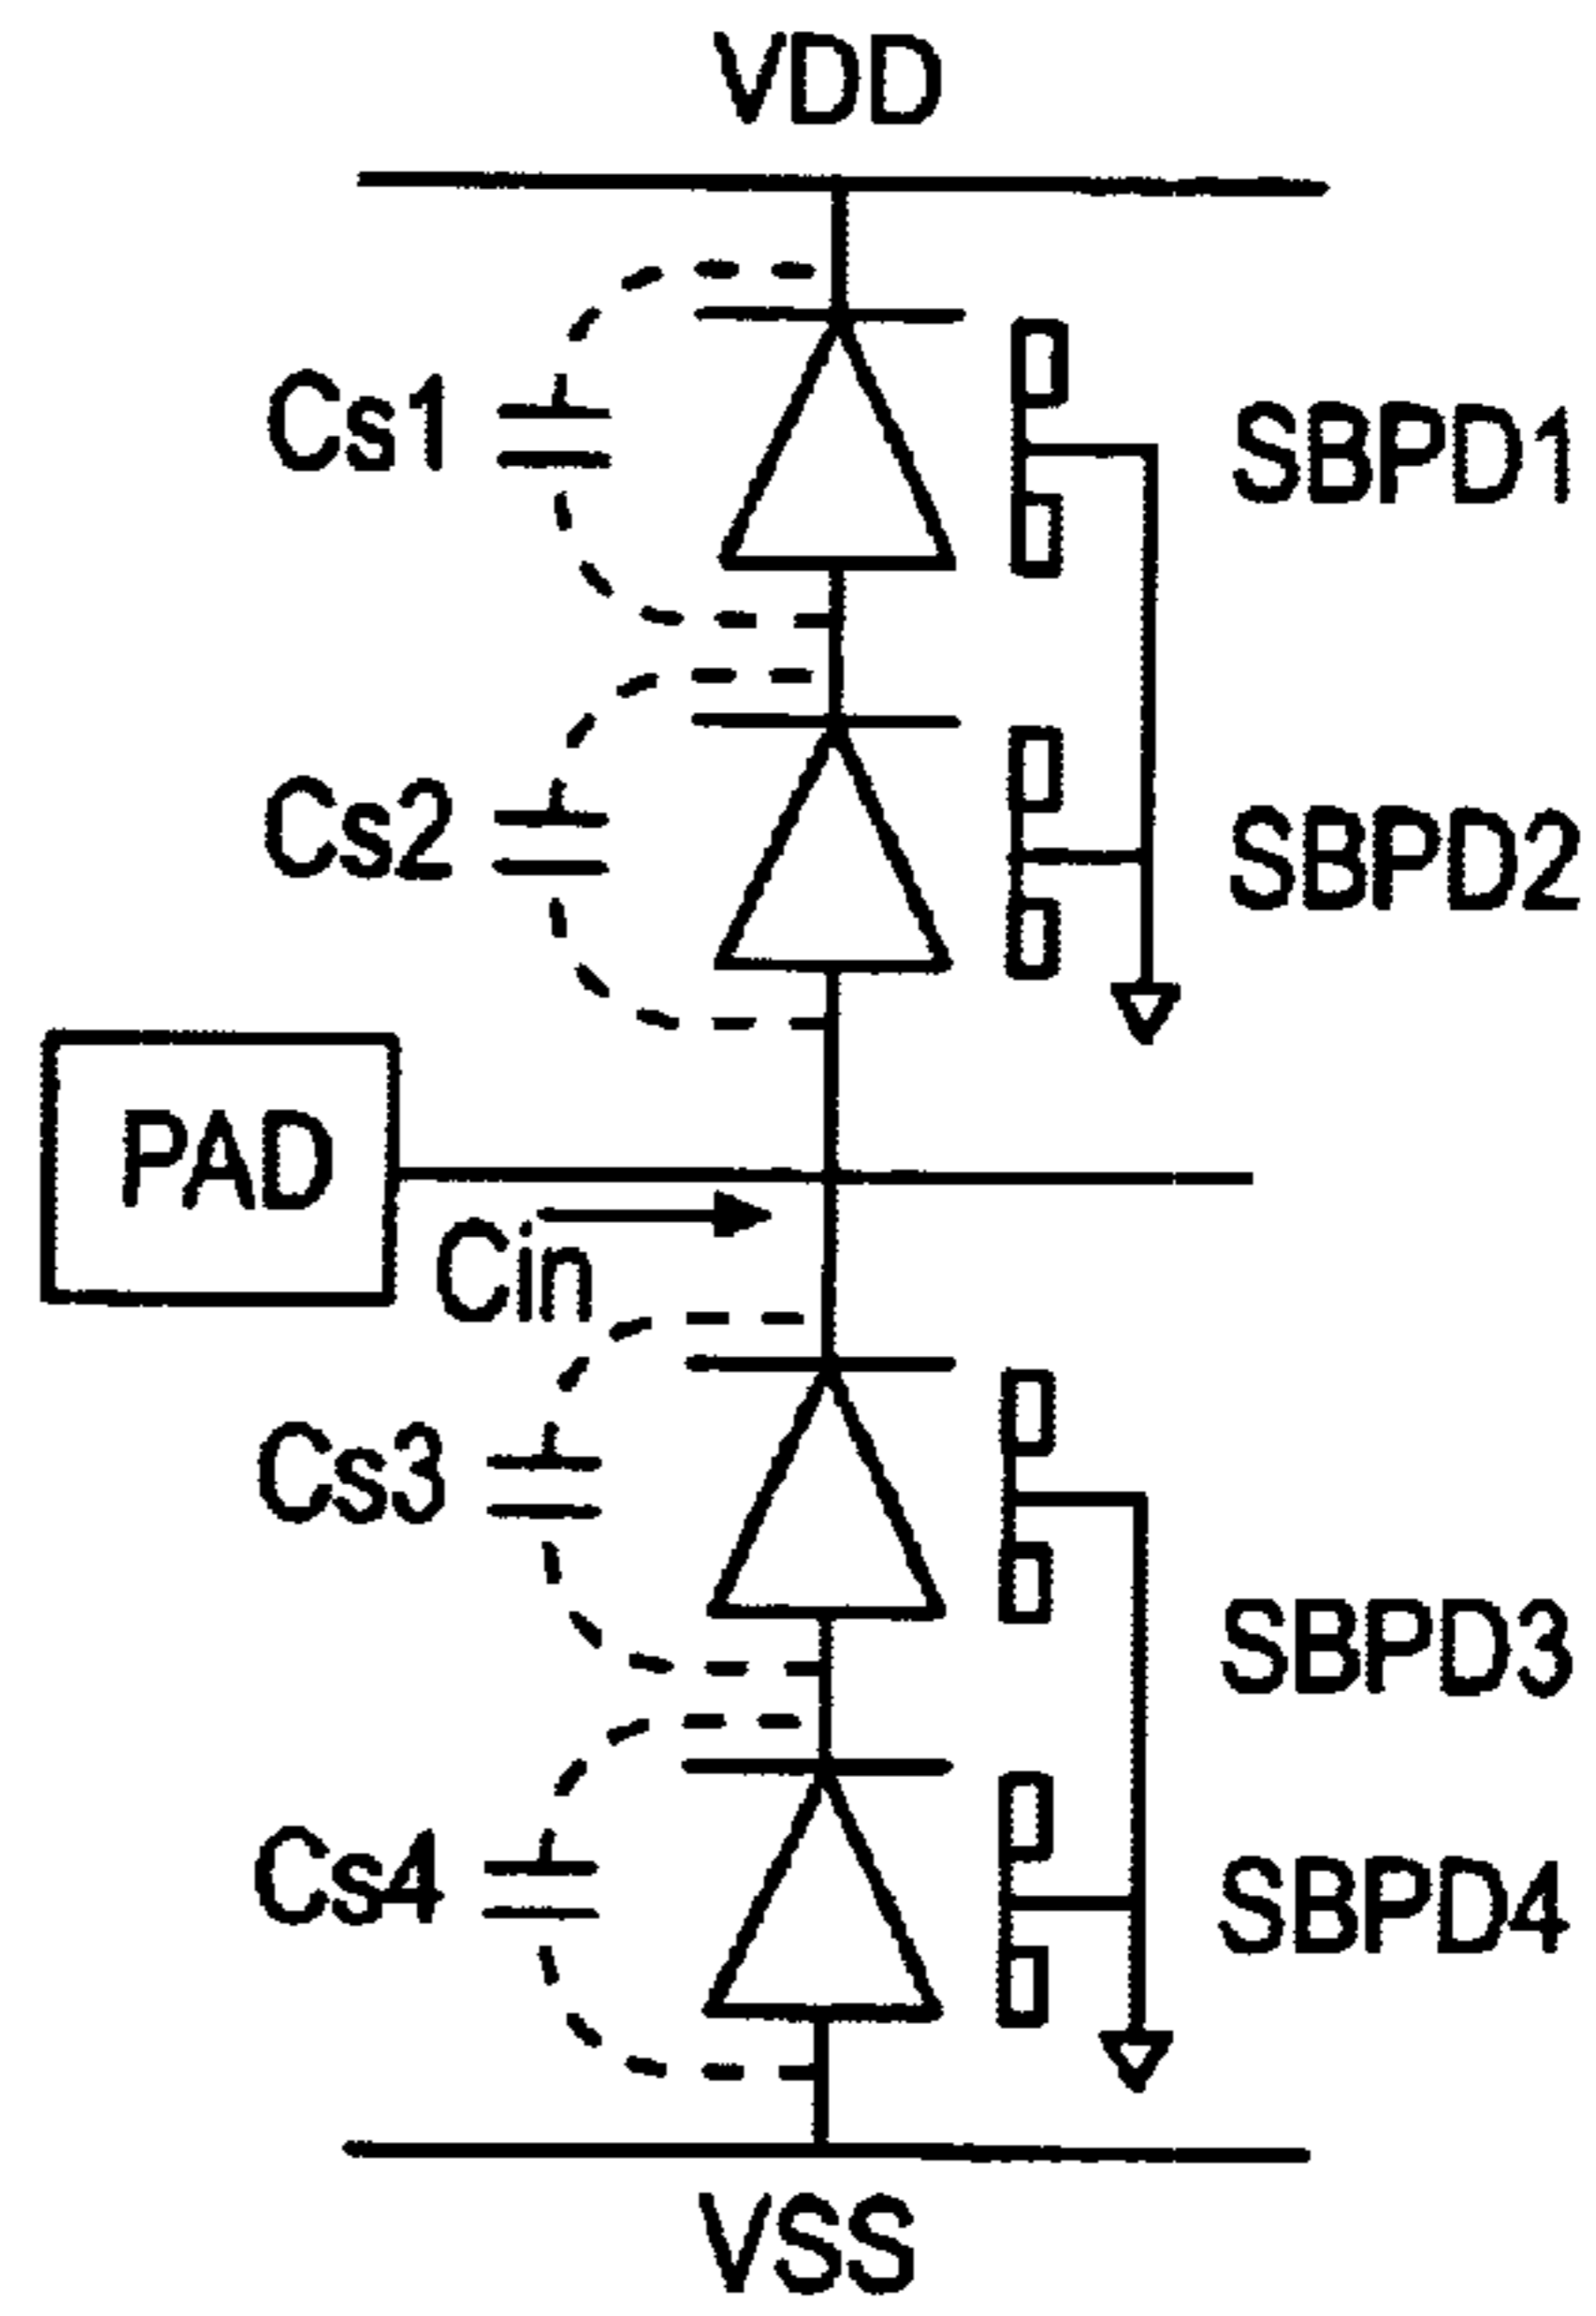 VDD
Cs1
SBPD1
Cs2
SBPD2
PAD
Cin
Cs3
SBPD3
Cs4
SBPD4
VSS